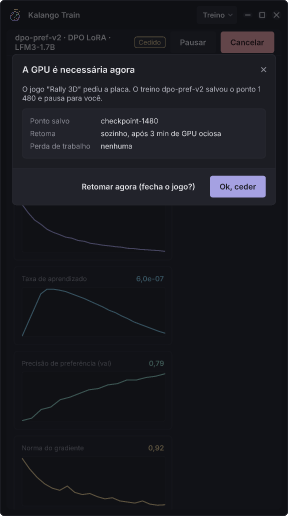 Kalango Train
Treino
dpo-pref-v2 · DPO LoRA ·
LFM3-1.7B
Cedido
Pausar
Cancelar
A GPU é necessária agora
O jogo "Rally 3D" pediu a placa. O treino dpo-pref-v2 salvou o ponto 1
480 e pausa para você.
Ponto salvo checkpoint-1480
Retoma sozinho, após 3 min de GPU ociosa
Perda de trabalho nenhuma
Retomar agora (fecha o jogo?)
Ok, ceder
Taxa de aprendizado 6,0e-07
Precisão de preferência (val) 0,79
Norma do gradiente 0,92